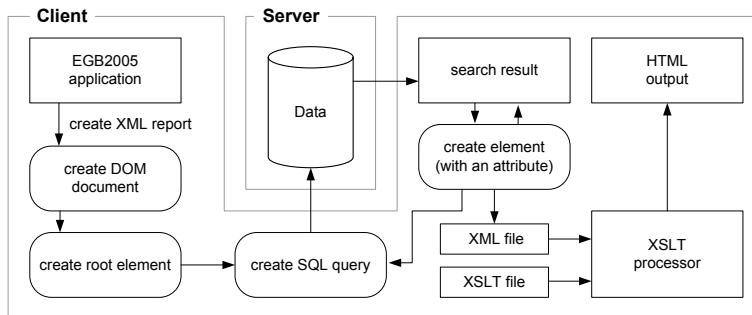 Client
Server
EGB2005
application
create XML report
create DOM
document
create root element
Data
create SQL query
search result
create element
(with an attribute)
XML file
XSLT file
HTML
output
XSLT
processor